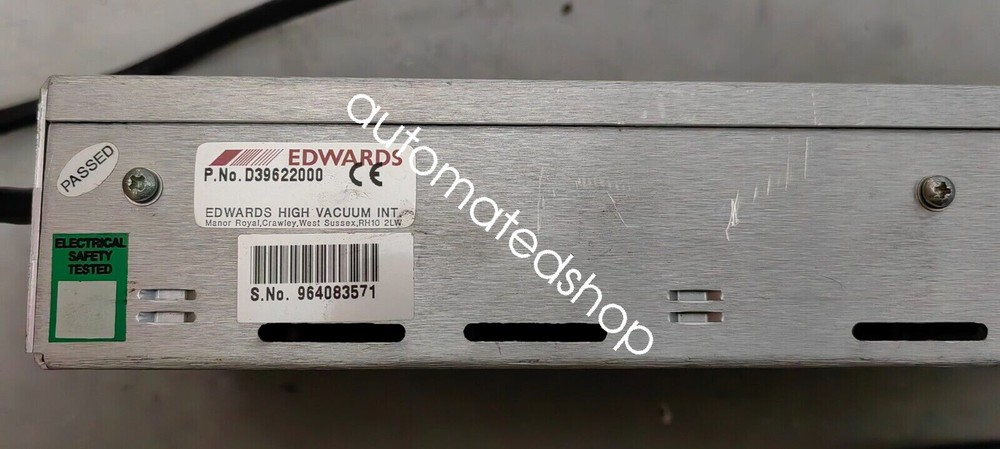 PASSED
EDWARDS
P.No. D39622000 CE
EDWARDS HIGH VACUUM INT.
Manor Royal,Crawley,West Sussex,RH10 2LW
ELECTRICAL
SAFETY
TESTED
S.No. 964083571
automatedshop